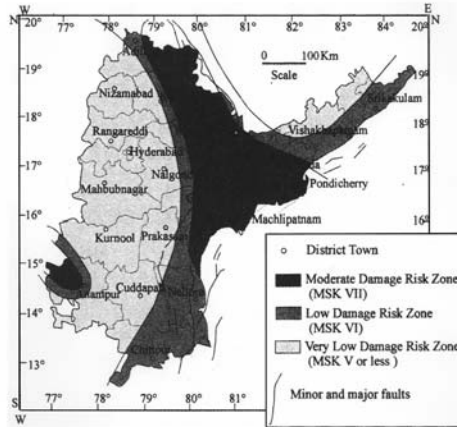 W
E
N 77° 78° 79° 80° 81° 82° 83° 84° N
20°
20°
19°
19°
18°
18°
17°
17°
16°
16°
15°
14°
13°
S 77° 78° 79° 80° 81°
W
0 100 Km
Scale
Nizamabad
Rangareddi
Hyderabad
Nalgonda
Mahbubnagar
Kurnool
Prakasam
Cuddapah
Anantpur
Nellore
Chittoor
Srikakulam
Vishakhapatnam
Pondicherry
Machlipatnam
District Town
Moderate Damage Risk Zone
(MSK VII)
Low Damage Risk Zone
(MSK VI)
Very Low Damage Risk Zone
(MSK V or less )
Minor and major faults